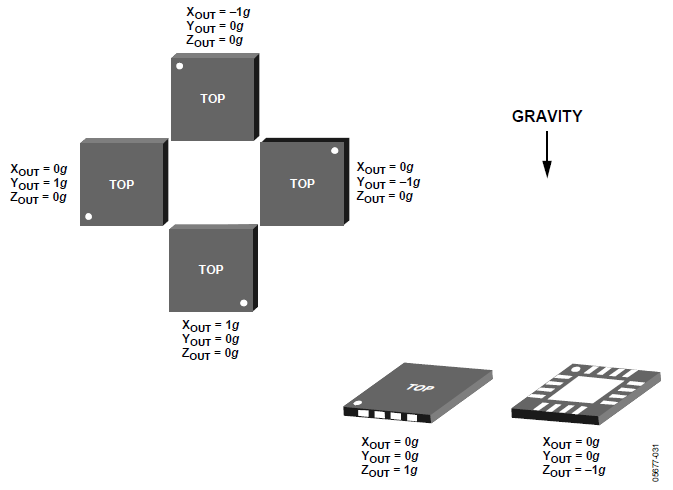 XOUT = –1g
YOUT = 0g
ZOUT = 0g
TOP
GRAVITY
XOUT = 0g
YOUT = 1g
ZOUT = 0g
TOP
TOP
XOUT = 0g
YOUT = –1g
ZOUT = 0g
TOP
XOUT = 1g
YOUT = 0g
ZOUT = 0g
TOP
XOUT = 0g
YOUT = 0g
ZOUT = 1g
XOUT = 0g
YOUT = 0g
ZOUT = –1g
05677-031